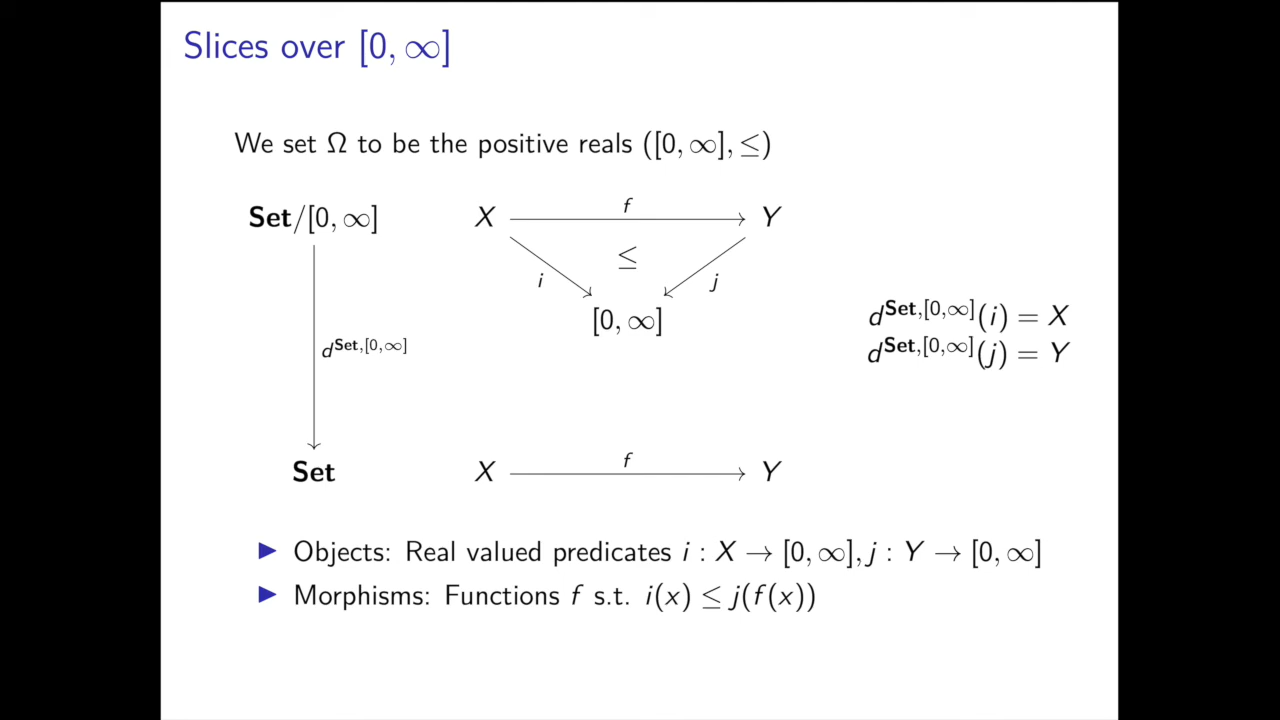 Slices over [0, ∞]
We set Ω to be the positive reals ([0, ∞], ≤)
Set/[0, ∞]
X
f
Y
≤
i
j
[0, ∞]
d^{Set,[0,∞]}(i) = X
d^{Set,[0,∞]}(j) = Y
d^{Set,[0,∞]}
Set
X
f
Y
▶ Objects: Real valued predicates i : X → [0, ∞], j : Y → [0, ∞]
▶ Morphisms: Functions f s.t. i(x) ≤ j(f(x))